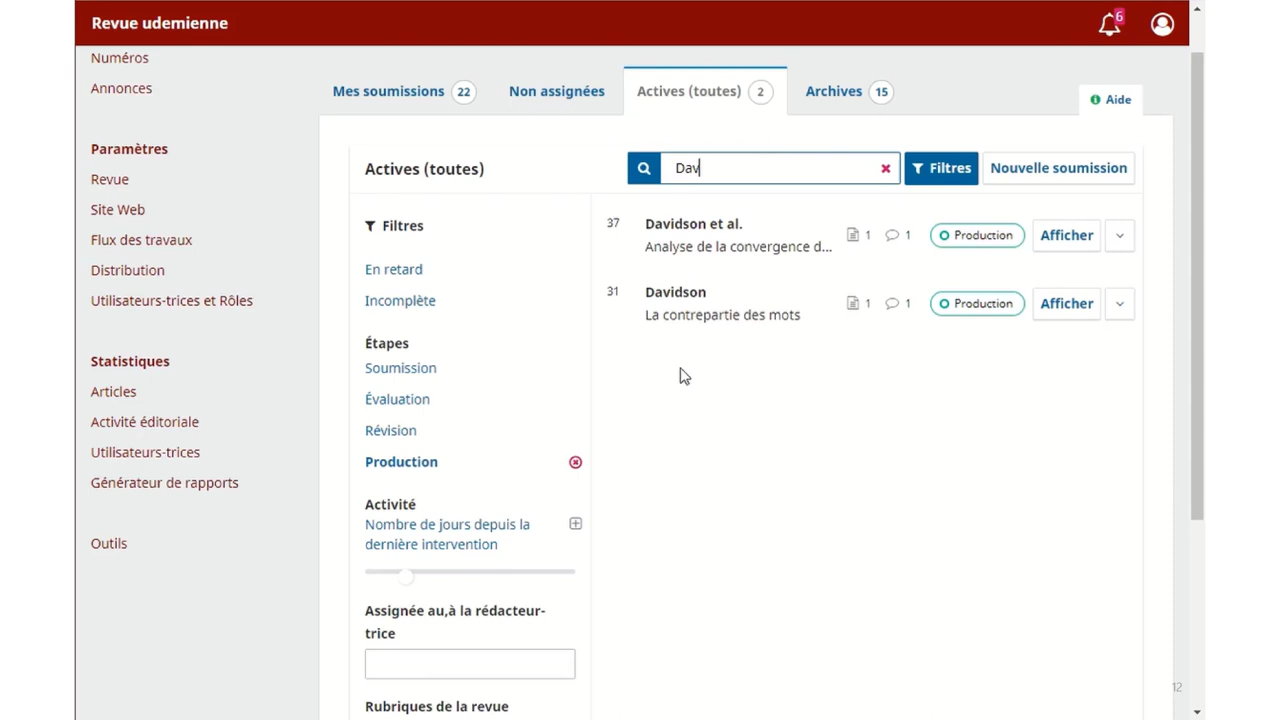 Revue udemienne
6
Numéros
Annonces
Paramètres
Revue
Site Web
Flux des travaux
Distribution
Utilisateurs-trices et Rôles
Statistiques
Articles
Activité éditoriale
Utilisateurs-trices
Générateur de rapports
Outils
Mes soumissions 22
Non assignées
Actives (toutes) 2
Archives 15
Aide
Actives (toutes)
Dav
Filtres
Nouvelle soumission
Filtres
En retard
Incomplète
Étapes
Soumission
Évaluation
Révision
Production
Activité
Nombre de jours depuis la
dernière intervention
Assignée au,à la rédacteur-
trice
Rubriques de la revue
37 Davidson et al. 1 1 Production Afficher
Analyse de la convergence d...
31 Davidson 1 1 Production Afficher
La contrepartie des mots
12